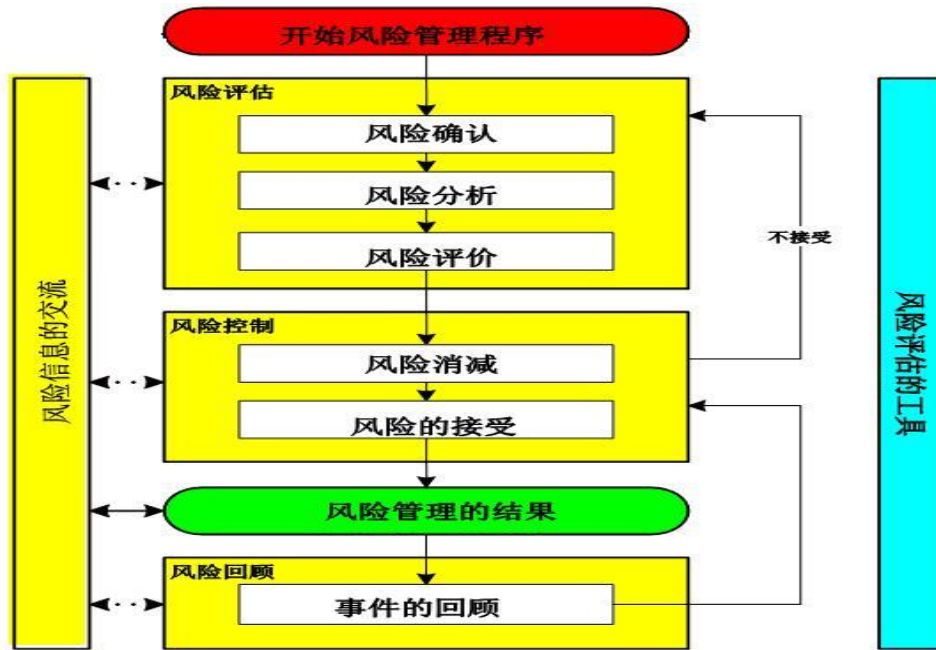 开始风险管理程序
风险评估
风险确认
风险分析
风险评价
不接受
风险控制
风险消减
风险的接受
风险管理的结果
风险回顾
事件的回顾
风险信息的交流
风险评估的工具